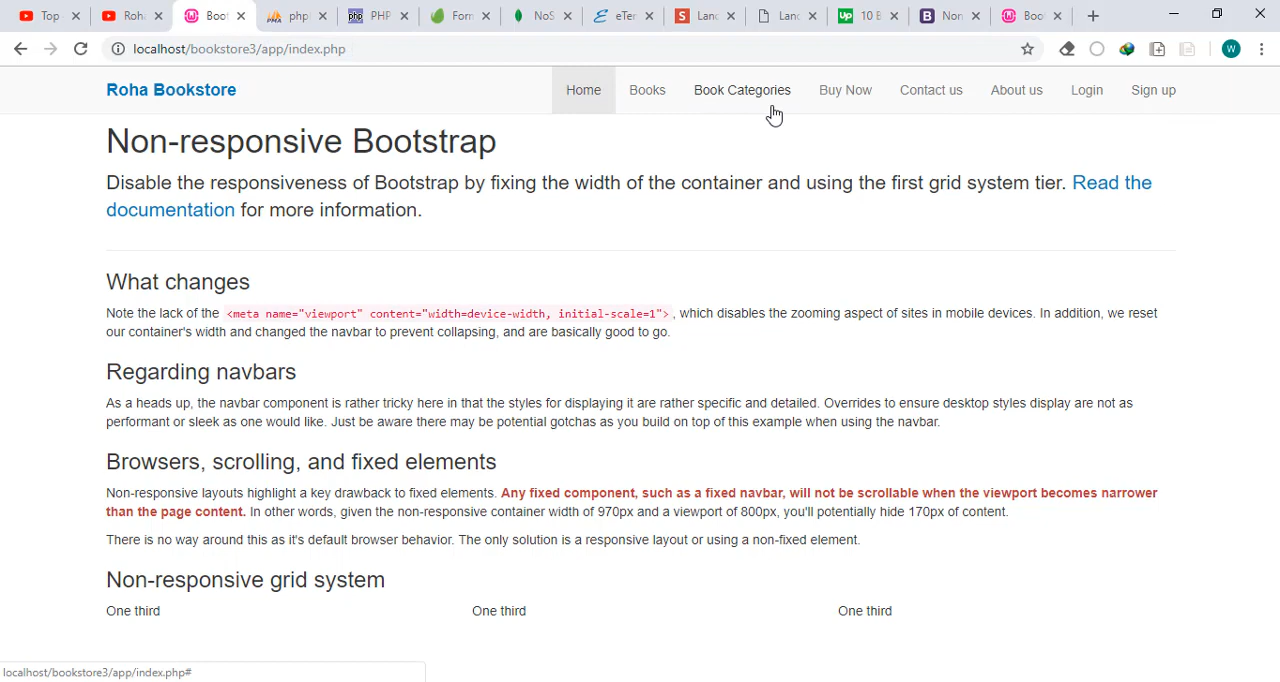 Top
Roha
Boot
php
PHP
Forn
NoS
eTer
Land
Land
10 B
Non
Boo
localhost/bookstore3/app/index.php
W
Roha Bookstore
Home
Books
Book Categories
Buy Now
Contact us
About us
Login
Sign up
Non-responsive Bootstrap
Disable the responsiveness of Bootstrap by fixing the width of the container and using the first grid system tier. Read the
documentation for more information.
What changes
Note the lack of the <meta name="viewport" content="width=device-width, initial-scale=1">, which disables the zooming aspect of sites in mobile devices. In addition, we reset
our container's width and changed the navbar to prevent collapsing, and are basically good to go.
Regarding navbars
As a heads up, the navbar component is rather tricky here in that the styles for displaying it are rather specific and detailed. Overrides to ensure desktop styles display are not as
performant or sleek as one would like. Just be aware there may be potential gotchas as you build on top of this example when using the navbar.
Browsers, scrolling, and fixed elements
Non-responsive layouts highlight a key drawback to fixed elements. Any fixed component, such as a fixed navbar, will not be scrollable when the viewport becomes narrower
than the page content. In other words, given the non-responsive container width of 970px and a viewport of 800px, you'll potentially hide 170px of content.
There is no way around this as it's default browser behavior. The only solution is a responsive layout or using a non-fixed element.
Non-responsive grid system
One third
One third
One third
localhost/bookstore3/app/index.php#